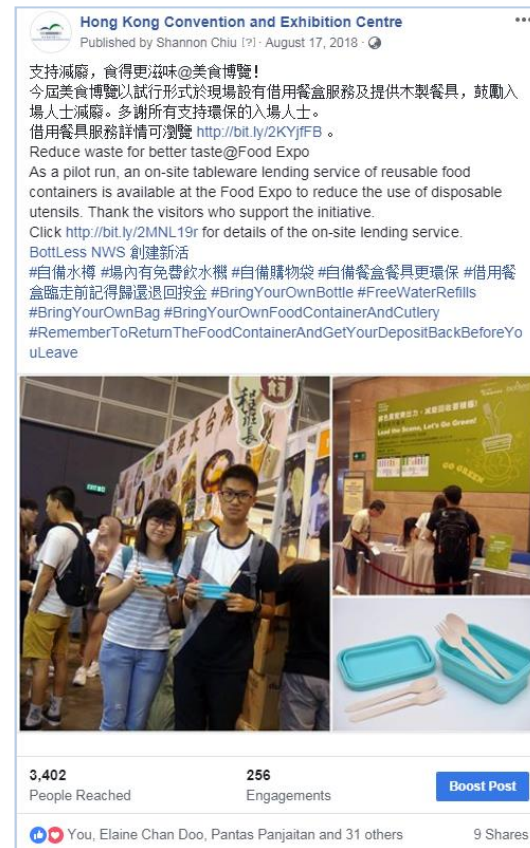 Hong Kong Convention and Exhibition Centre
Published by Shannon Chiu [?] · August 17, 2018 ·
支持減廢，食得更滋味@美食博覽！
今屆美食博覽以試行形式於現場設有借用餐盒服務及提供木製餐具，鼓勵入
場人士減廢。多謝所有支持環保的入場人士。
借用餐具服務詳情可瀏覽 http://bit.ly/2KYjfFB 。
Reduce waste for better taste@Food Expo
As a pilot run, an on-site tableware lending service of reusable food
containers is available at the Food Expo to reduce the use of disposable
utensils. Thank the visitors who support the initiative.
Click http://bit.ly/2MNL19r for details of the on-site lending service.
BottLess NWS 創建新活
#自備水樽 #場內有免費飲水機 #自備購物袋 #自備餐盒餐具更環保 #借用餐
盒臨走前記得歸還退回按金 #BringYourOwnBottle #FreeWaterRefills
#BringYourOwnBag #BringYourOwnFoodContainerAndCutlery
#RememberToReturnTheFoodContainerAndGetYourDepositBackBeforeYo
uLeave
Lead the Scene, Let's Go Green!
GO GREEN
3,402
People Reached
256
Engagements
Boost Post
You, Elaine Chan Doo, Pantas Panjaitan and 31 others
9 Shares